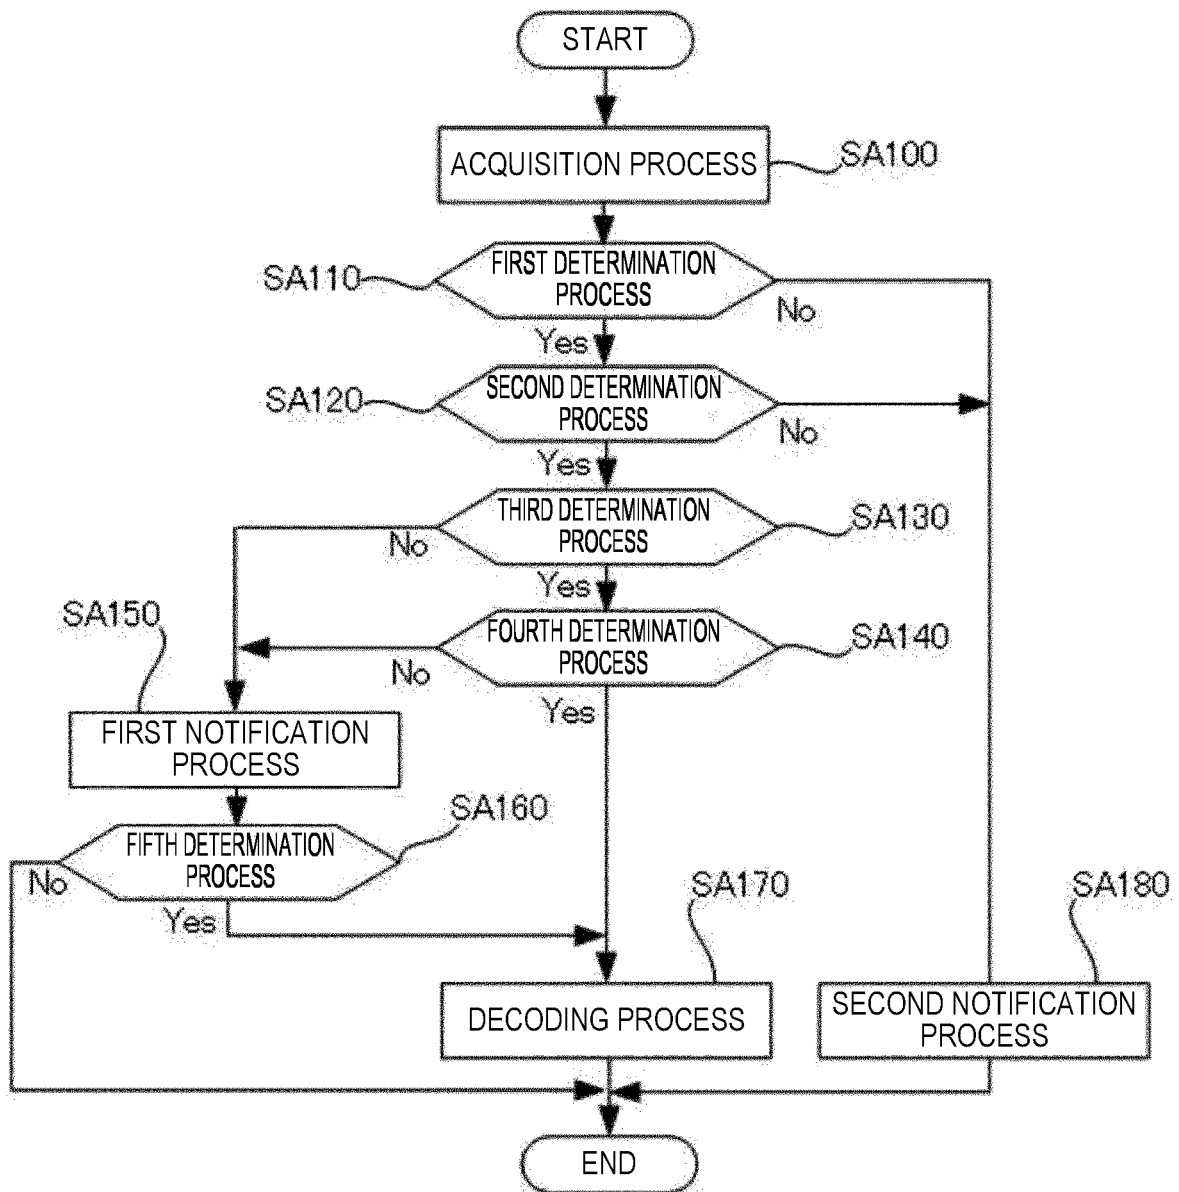 START
ACQUISITION PROCESS
SA100
FIRST DETERMINATION
PROCESS
SA110
No
Yes
SECOND DETERMINATION
PROCESS
SA120
No
Yes
THIRD DETERMINATION
PROCESS
SA130
No
Yes
FOURTH DETERMINATION
PROCESS
SA140
No
Yes
SA150
FIRST NOTIFICATION
PROCESS
SA160
FIFTH DETERMINATION
PROCESS
No
Yes
SA170
DECODING PROCESS
SA180
SECOND NOTIFICATION
PROCESS
END